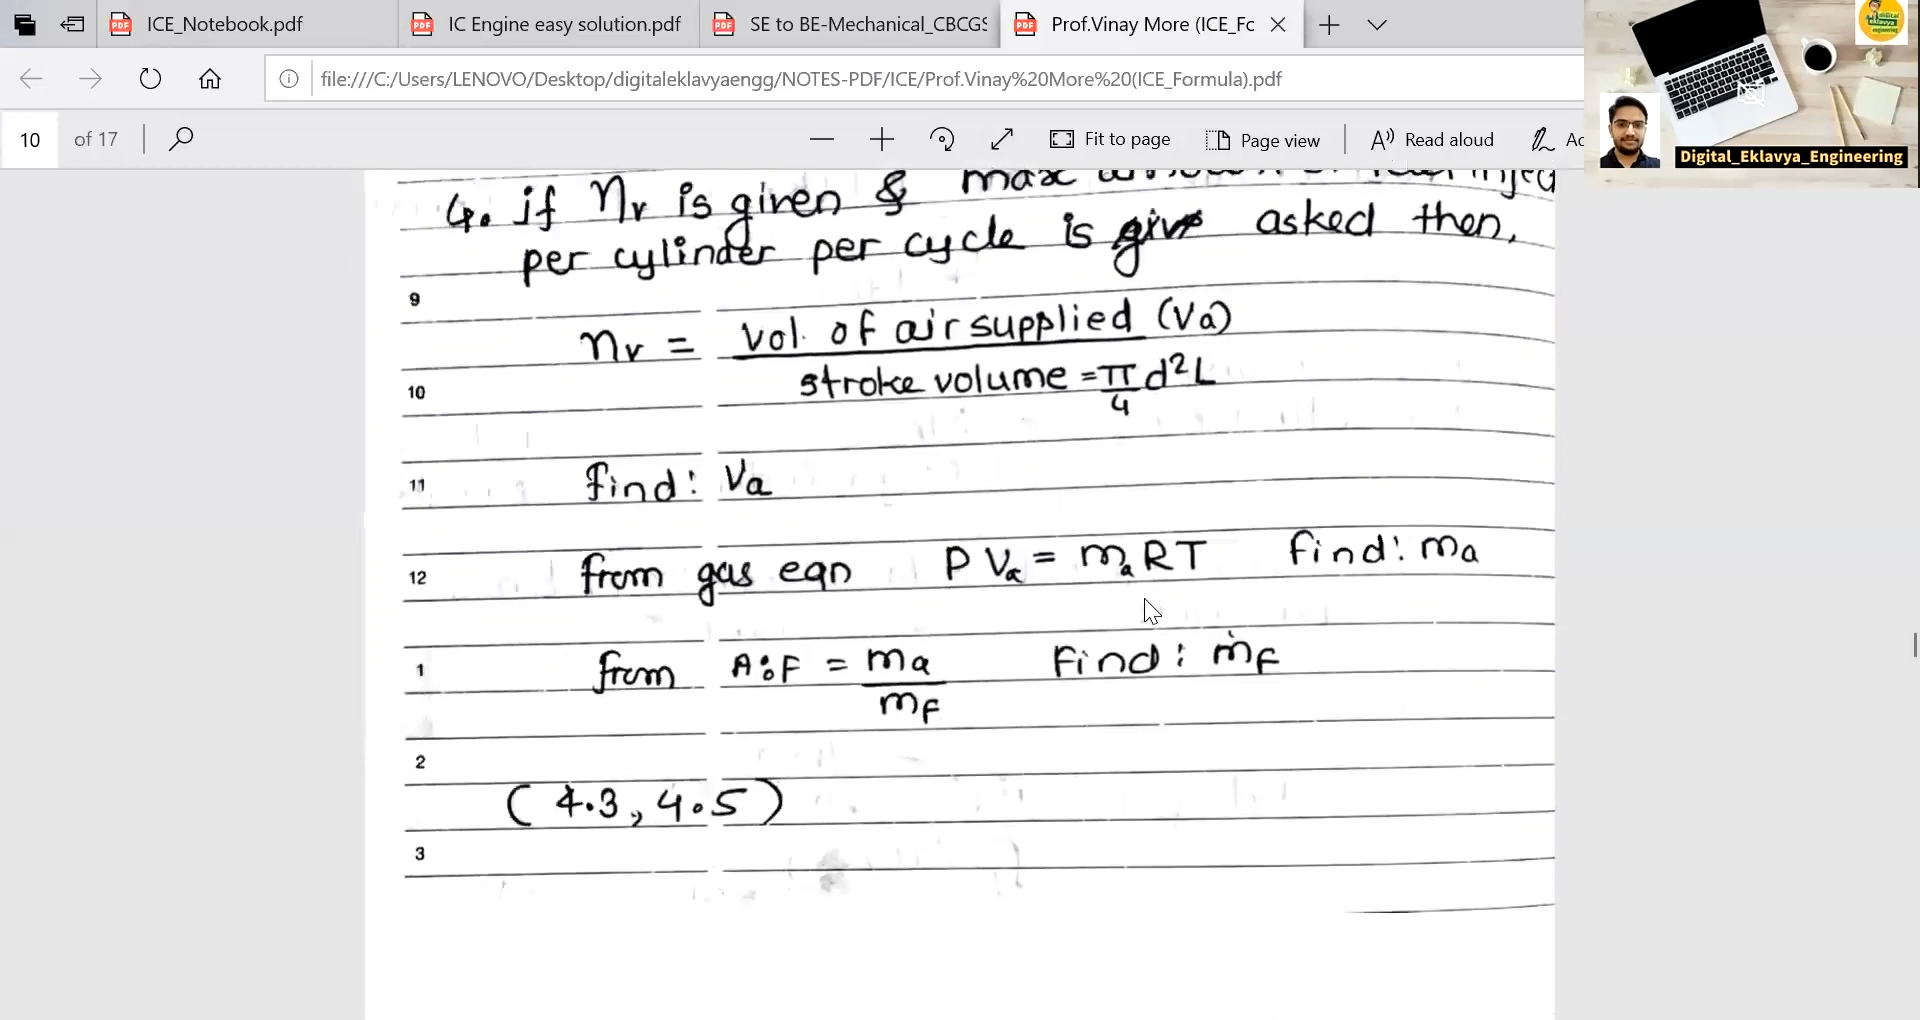 ICE_Notebook.pdf
IC Engine easy solution.pdf
SE to BE-Mechanical_CBCGS
Prof.Vinay More (ICE_Fc
file:///C:/Users/LENOVO/Desktop/digitaleklavyaengg/NOTES-PDF/ICE/Prof.Vinay%20More%20(ICE_Formula).pdf
10 of 17
Fit to page
Page view
Read aloud
Digital_Eklavya_Engineering
4. if ηv is given & max inject
per cylinder per cycle is asked then,
9
ηv = vol. of air supplied (Va)
10
stroke volume = π/4 d²L
11
find: Va
12
from gas eqn PVa = maRT find: ma
1
from A:F = ma
Find: ṁF
mF
2
(4.3, 4.5)
3